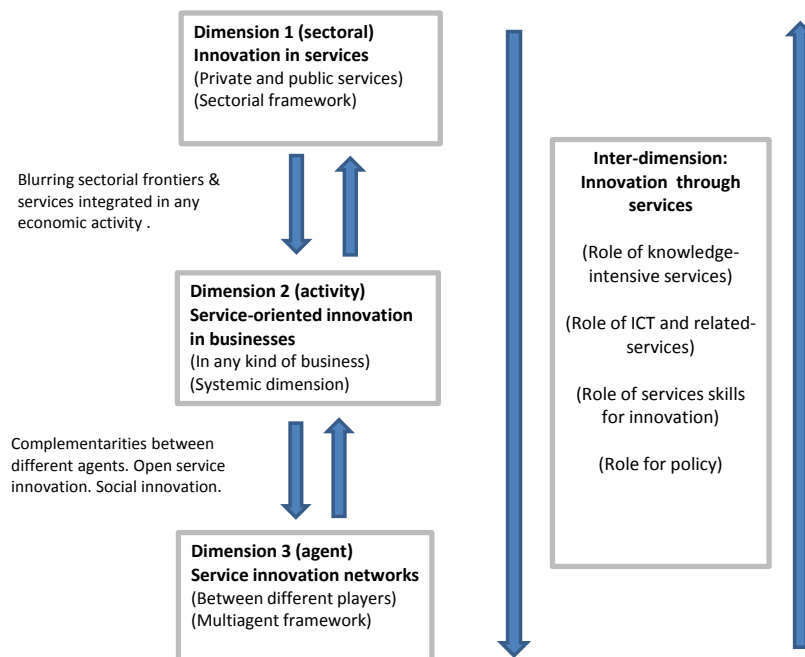 Dimension 1 (sectoral)
Innovation in services
(Private and public services)
(Sectorial framework)
Blurring sectorial frontiers &
services integrated in any
economic activity .
Dimension 2 (activity)
Service-oriented innovation
in businesses
(In any kind of business)
(Systemic dimension)
Complementarities between
different agents. Open service
innovation. Social innovation.
Dimension 3 (agent)
Service innovation networks
(Between different players)
(Multiagent framework)
Inter-dimension:
Innovation through
services
(Role of knowledge-
intensive services)
(Role of ICT and related-
services)
(Role of services skills
for innovation)
(Role for policy)